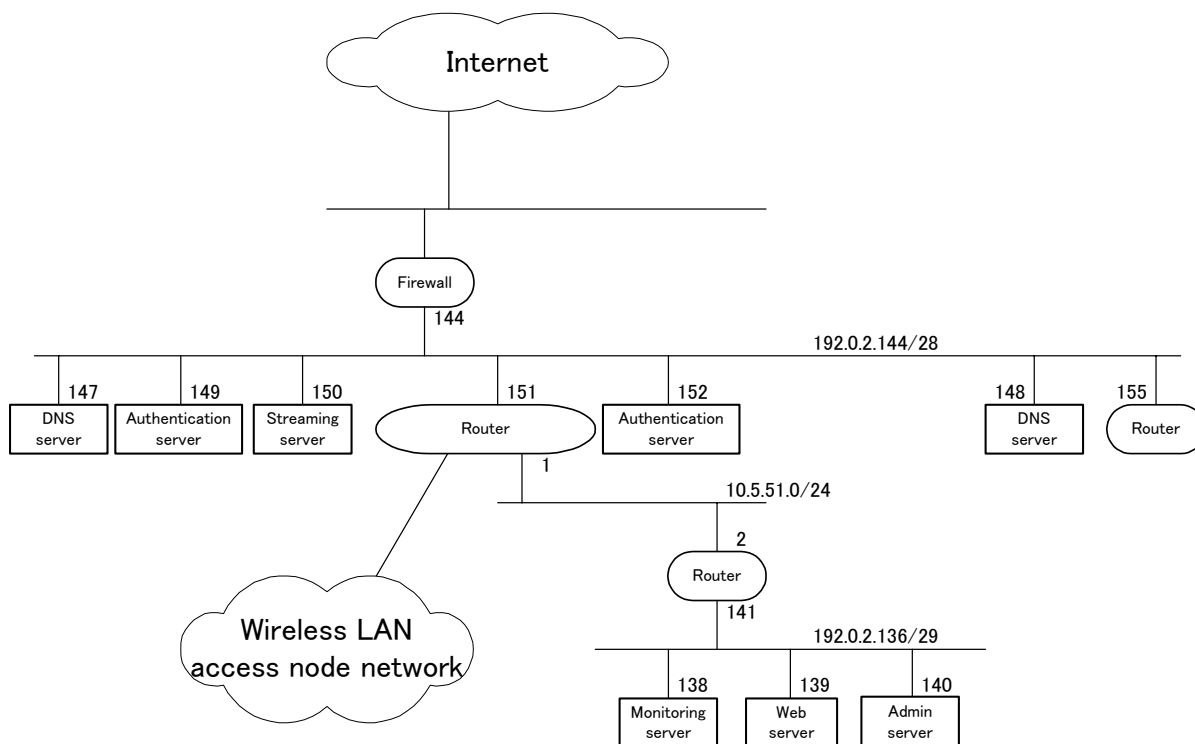 Internet
Firewall
144
192.0.2.144/28
147
149
150
151
152
148
155
DNS
server
Authentication
server
Streaming
server
Router
Authentication
server
DNS
server
Router
1
10.5.51.0/24
2
Router
141
Wireless LAN
access node network
192.0.2.136/29
138
139
140
Monitoring
server
Web
server
Admin
server